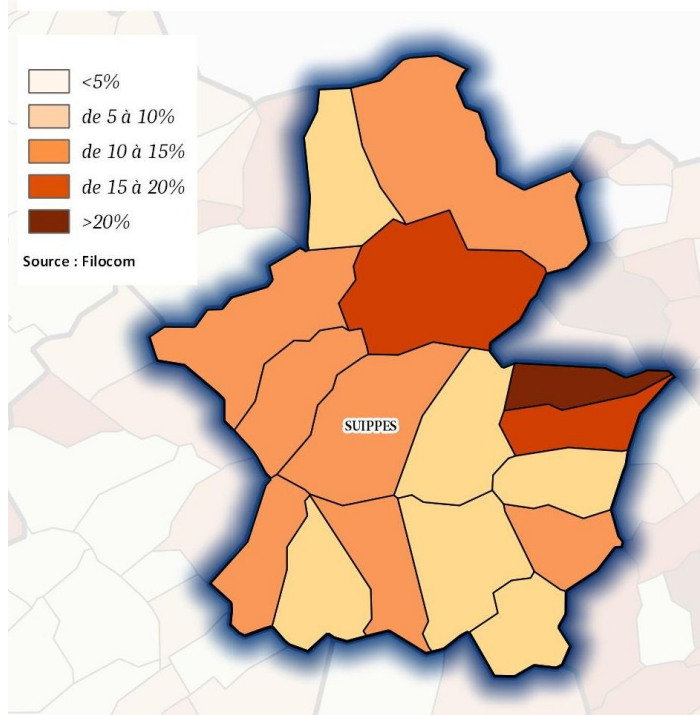 <5%
de 5 à 10%
de 10 à 15%
de 15 à 20%
>20%
Source : Filocom
SUIPPES